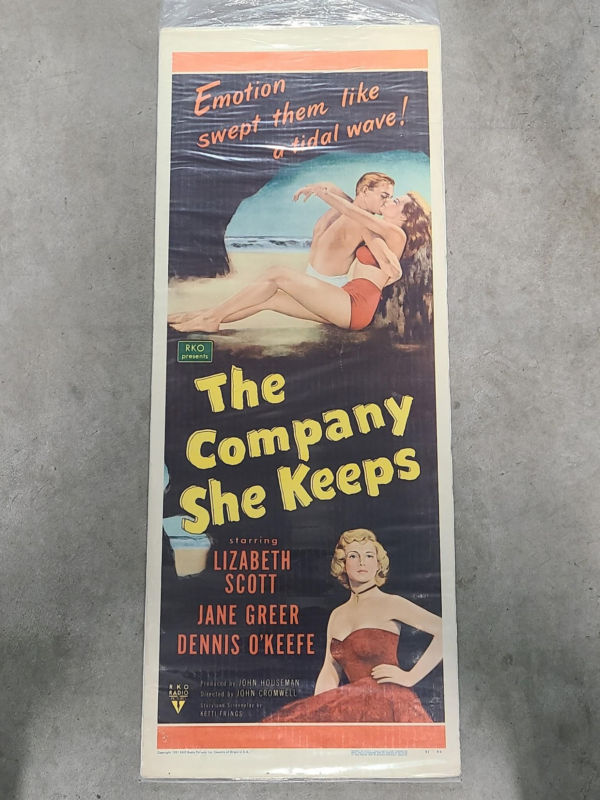 Emotion
swept them like
a tidal wave!
RKO
presents
The
Company
She Keeps
starring
LIZABETH
SCOTT
JANE GREER
DENNIS O'KEEFE
Produced by JOHN HOUSEMAN
Directed by JOHN CROMWELL
Story and Screenplay by
KETTI FRINGS
RKO
RADIO